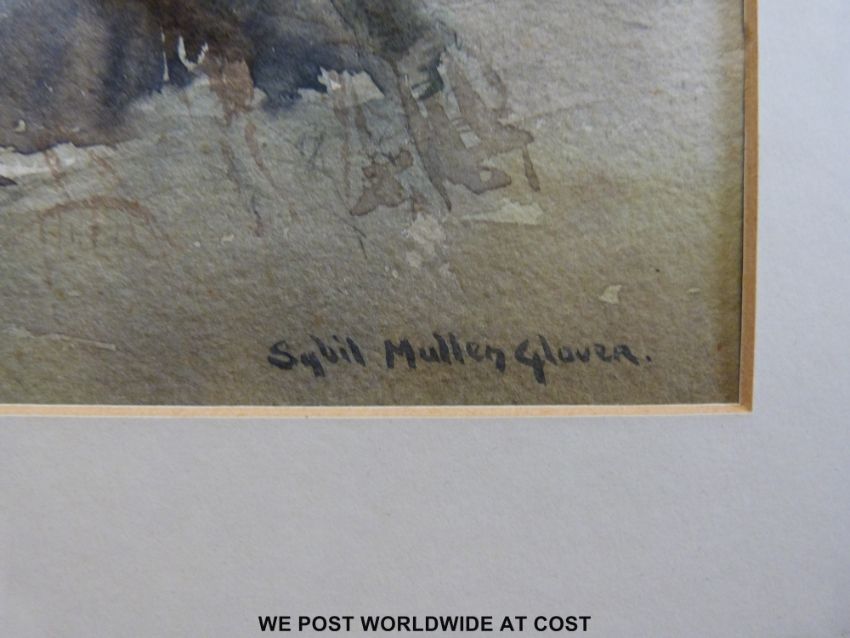 Sybil Mullen Glover.
WE POST WORLDWIDE AT COST